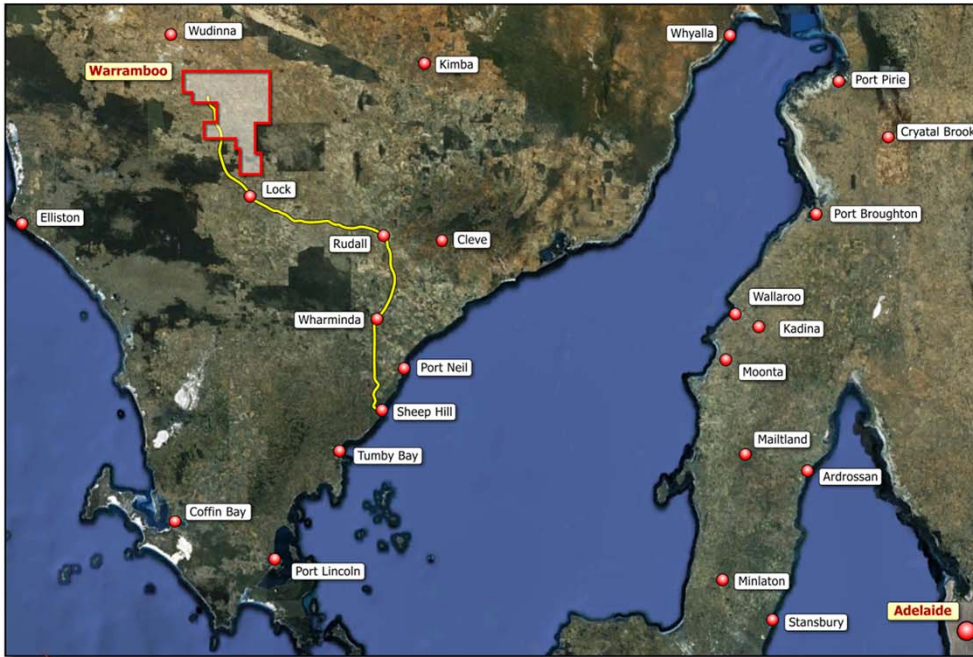 Wudinna
Whyalla
Kimba
Warramboo
Port Pirie
Cryatal Brook
Lock
Elliston
Port Broughton
Rudall
Cleve
Wallaroo
Wharminda
Kadina
Port Neil
Moonta
Sheep Hill
Mailtland
Tumby Bay
Ardrossan
Coffin Bay
Port Lincoln
Minlaton
Adelaide
Stansbury